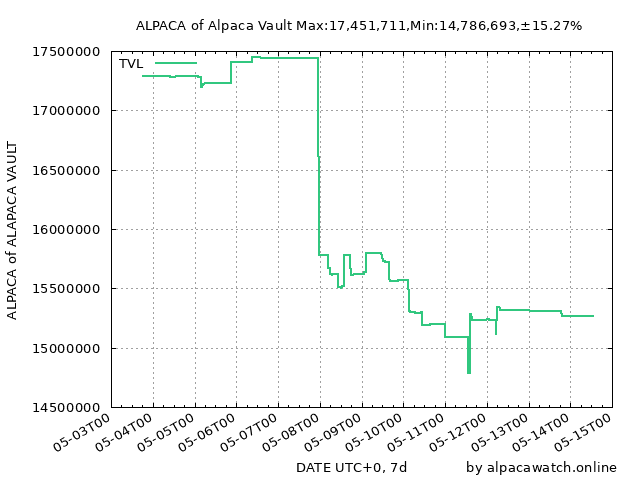 ALPACA of Alpaca Vault Max:17,451,711,Min:14,786,693,±15.27%
TVL
17500000
17000000
16500000
16000000
15500000
15000000
14500000
ALPACA of ALAPACA VAULT
05-03T00
05-04T00
05-05T00
05-06T00
05-07T00
05-08T00
05-09T00
05-10T00
05-11T00
05-12T00
05-13T00
05-14T00
05-15T00
DATE UTC+0, 7d
by alpacawatch.online